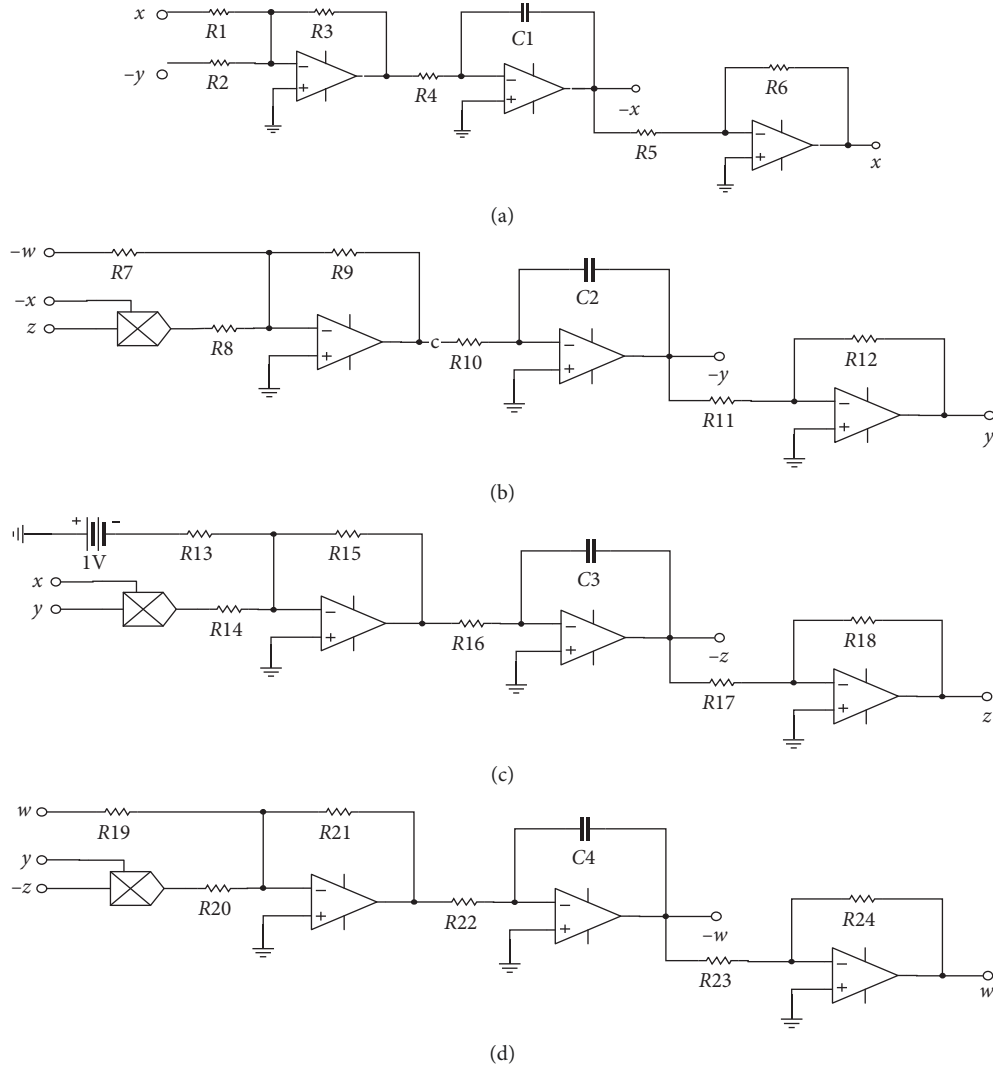 x
R1
R3
C1
−y
R2
−
+
R4
−
+
−x
R6
R5
−
+
x
(a)
−w
R7
R9
C2
−x
z
R8
−
+
c
R10
−
+
−y
R12
R11
−
+
y
(b)
+
−
1V
R13
R15
C3
x
y
R14
−
+
R16
−
+
−z
R18
R17
−
+
z
(c)
w
R19
R21
C4
y
−z
R20
−
+
R22
−
+
−w
R24
R23
−
+
w
(d)